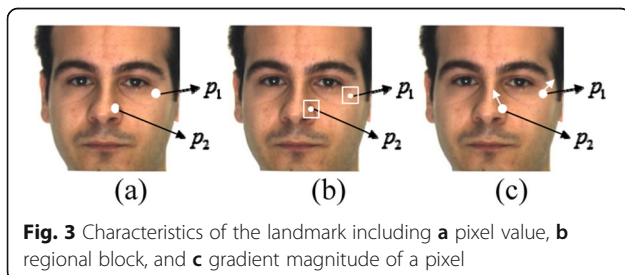 p1
p2
p1
p2
p1
p2
(a)
(b)
(c)
Fig. 3 Characteristics of the landmark including a pixel value, b
regional block, and c gradient magnitude of a pixel